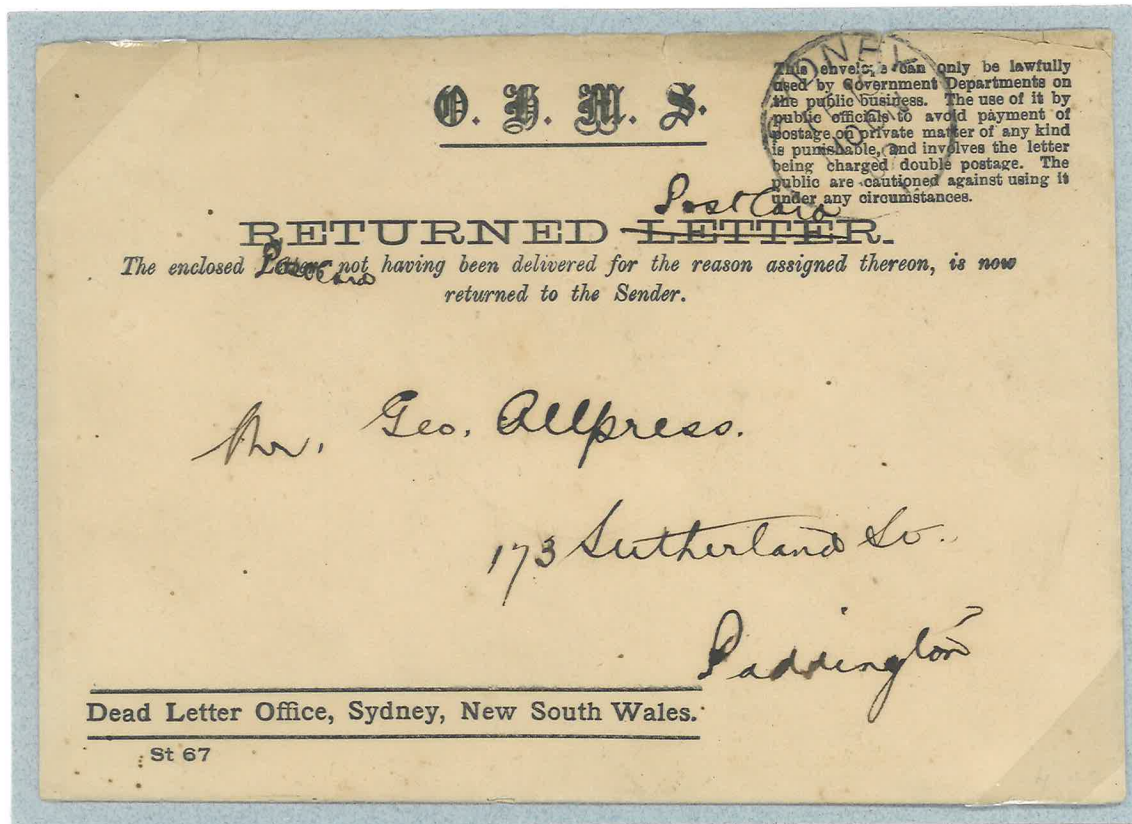 O. H. M. S.
SYDNEY
This envelope can only be lawfully
used by Government Departments on
the public business. The use of it by
public officials to avoid payment of
postage on private matter of any kind
is punishable, and involves the letter
being charged double postage. The
public are cautioned against using it
under any circumstances.
Post Card
RETURNED LETTER.
The enclosed Post Card not having been delivered for the reason assigned thereon, is now
returned to the Sender.
Mr. Geo. Allpress.
173 Sutherland St.
Paddington
Dead Letter Office, Sydney, New South Wales.
St 67